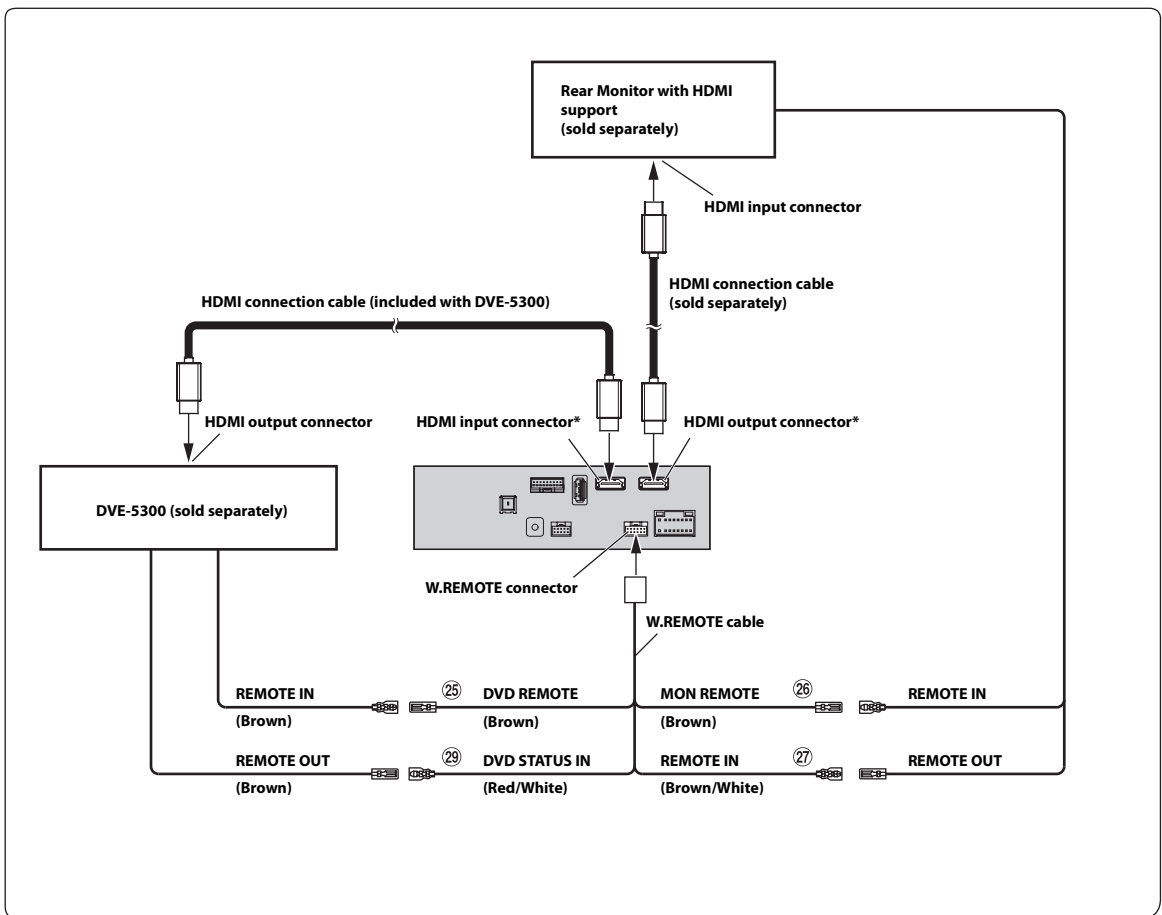 Rear Monitor with HDMI
support
(sold separately)
HDMI input connector
HDMI connection cable
(sold separately)
HDMI connection cable (included with DVE-5300)
HDMI output connector
HDMI input connector*
HDMI output connector*
DVE-5300 (sold separately)
W.REMOTE connector
W.REMOTE cable
REMOTE IN
(Brown)
㉕
DVD REMOTE
(Brown)
MON REMOTE
(Brown)
㉖
REMOTE IN
REMOTE OUT
(Brown)
㉙
DVD STATUS IN
(Red/White)
REMOTE IN
(Brown/White)
㉗
REMOTE OUT